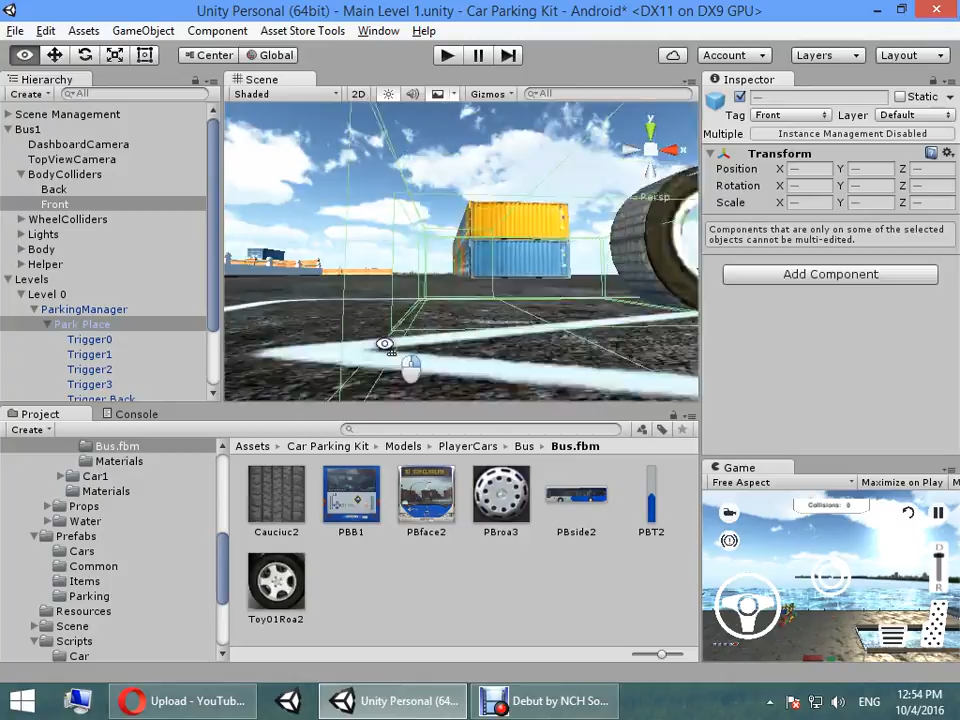 Unity Personal (64bit) - Main Level 1.unity - Car Parking Kit - Android* <DX11 on DX9 GPU>
File Edit Assets GameObject Component Asset Store Tools Window Help
Center Global Account Layers Layout
Hierarchy
Create All
Scene Management
Bus1
DashboardCamera
TopViewCamera
BodyColliders
Back
Front
WheelColliders
Lights
Body
Helper
Levels
Level 0
ParkingManager
Park Place
Trigger0
Trigger1
Trigger2
Trigger3
Trigger Back
Scene
Shaded 2D Gizmos All
y
x
Persp
Inspector
— Static
Tag Front Layer Default
Multiple Instance Management Disabled
Transform
Position X — Y — Z —
Rotation X — Y — Z —
Scale X — Y — Z —
Components that are only on some of the selected
objects cannot be multi-edited.
Add Component
Project Console
Create
Bus.fbm
Materials
Car1
Materials
Props
Water
Prefabs
Cars
Common
Items
Parking
Resources
Scene
Scripts
Car
Assets Car Parking Kit Models PlayerCars Bus Bus.fbm
Cauciuc2 PBB1 PBface2 PBroa3 PBside2 PBT2
Toy01Roa2
Game
Free Aspect Maximize on Play M
Collisions: 0
D
R
Upload - YouTub... Unity Personal (64bit... Debut by NCH So...
ENG
12:54 PM
10/4/2016